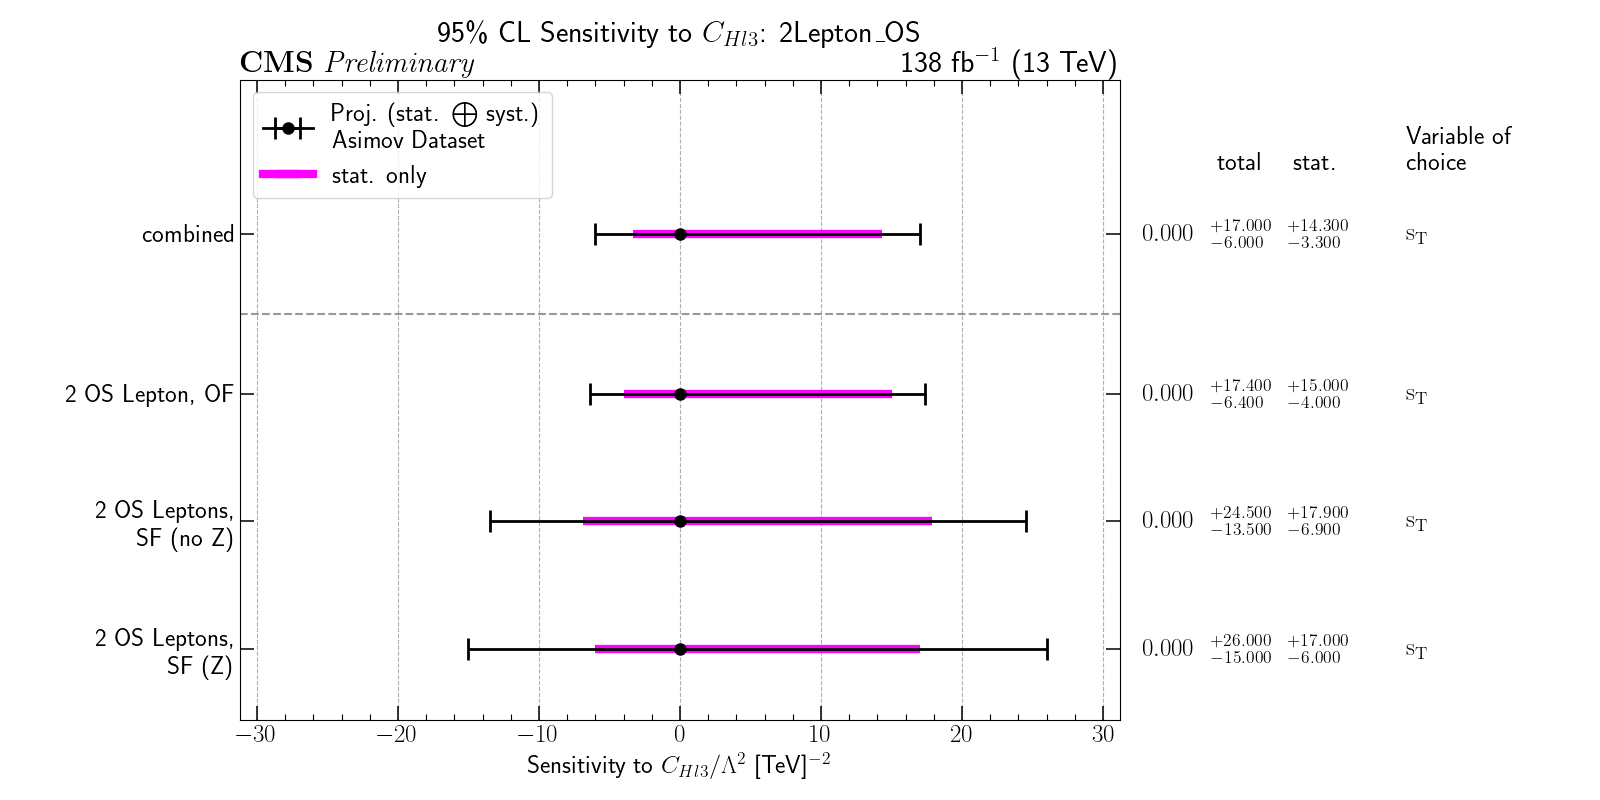 95% CL Sensitivity to C_{Hl3}: 2Lepton_OS
CMS Preliminary 138 fb^{−1} (13 TeV)
Proj. (stat. ⨁ syst.)
Asimov Dataset
stat. only
Variable of
choice
total stat.
combined 0.000 +17.000 −6.000 +14.300 −3.300 s_T
2 OS Lepton, OF 0.000 +17.400 −6.400 +15.000 −4.000 s_T
2 OS Leptons,
SF (no Z) 0.000 +24.500 −13.500 +17.900 −6.900 s_T
2 OS Leptons,
SF (Z) 0.000 +26.000 −15.000 +17.000 −6.000 s_T
−30 −20 −10 0 10 20 30
Sensitivity to C_{Hl3}/Λ^2 [TeV]^{−2}